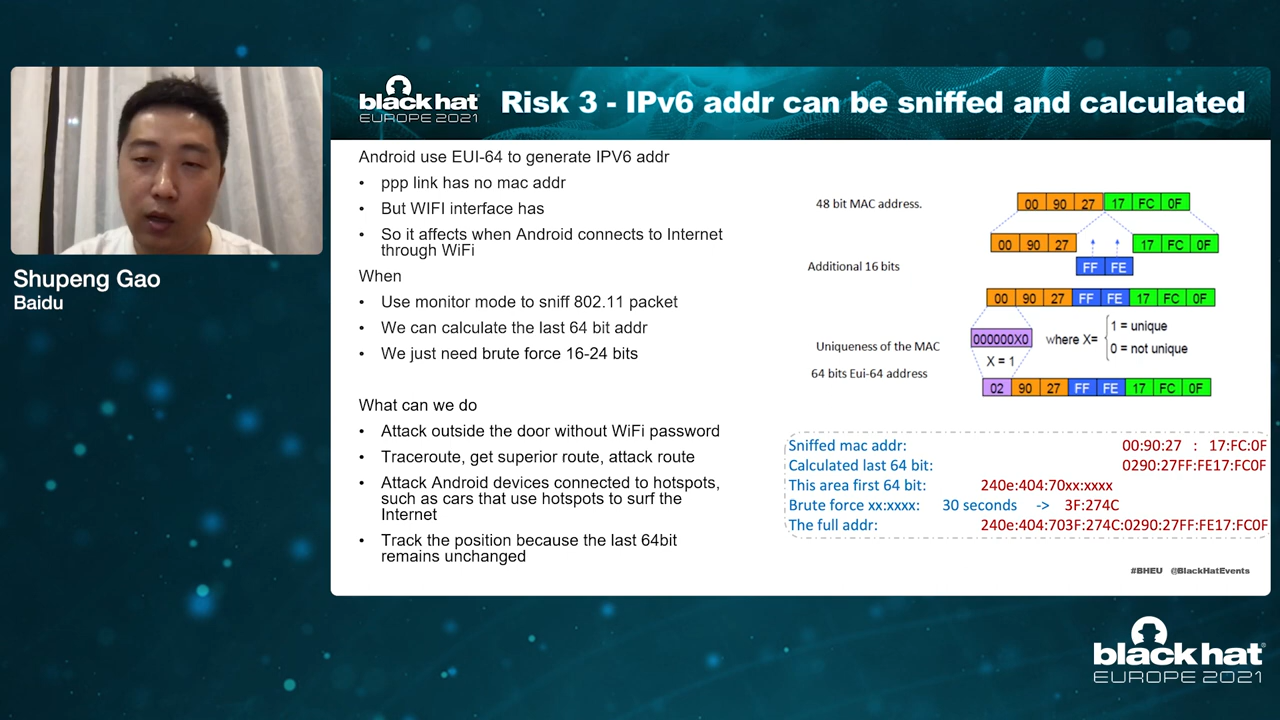 black hat
EUROPE 2021
Risk 3 - IPv6 addr can be sniffed and calculated
Shupeng Gao
Baidu
Android use EUI-64 to generate IPV6 addr
• ppp link has no mac addr
• But WIFI interface has
• So it affects when Android connects to Internet
through WiFi
When
• Use monitor mode to sniff 802.11 packet
• We can calculate the last 64 bit addr
• We just need brute force 16-24 bits
What can we do
• Attack outside the door without WiFi password
• Traceroute, get superior route, attack route
• Attack Android devices connected to hotspots,
such as cars that use hotspots to surf the
Internet
• Track the position because the last 64bit
remains unchanged
48 bit MAC address.
00 90 27 17 FC 0F
00 90 27 17 FC 0F
Additional 16 bits
FF FE
00 90 27 FF FE 17 FC 0F
Uniqueness of the MAC
000000X0
where X=
1 = unique
0 = not unique
X = 1
64 bits Eui-64 address
02 90 27 FF FE 17 FC 0F
Sniffed mac addr: 00:90:27 : 17:FC:0F
Calculated last 64 bit: 0290:27FF:FE17:FC0F
This area first 64 bit: 240e:404:70xx:xxxx
Brute force xx:xxxx: 30 seconds -> 3F:274C
The full addr: 240e:404:703F:274C:0290:27FF:FE17:FC0F
#BHEU @BlackHatEvents
black hat
EUROPE 2021